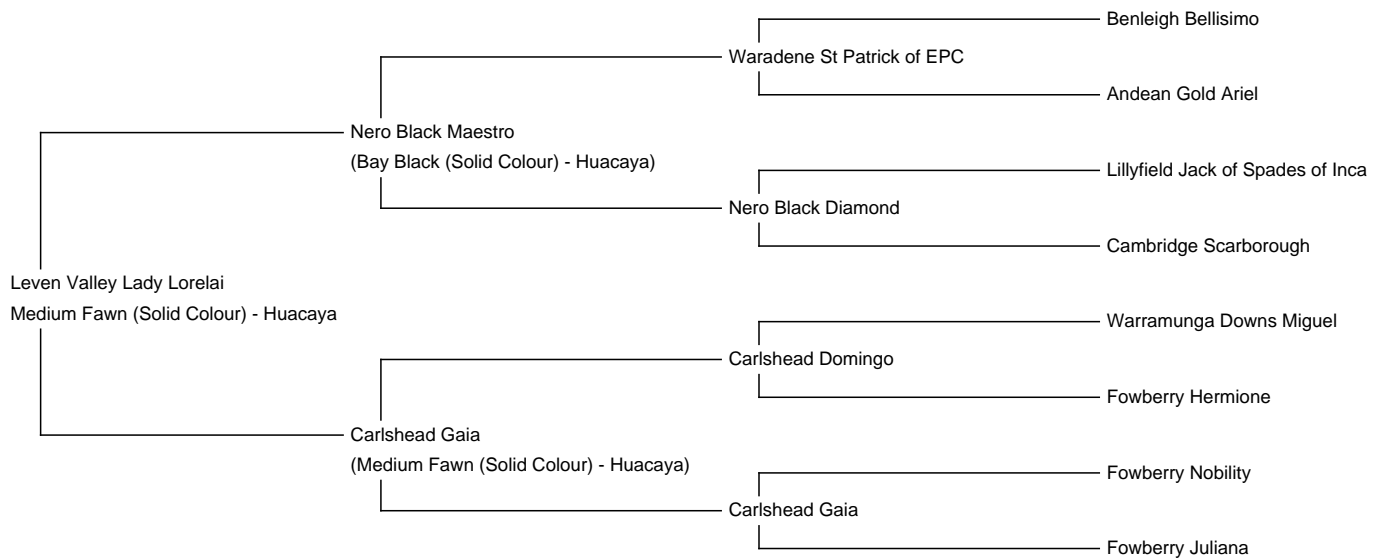 Benleigh Bellisimo
Waradene St Patrick of EPC
Andean Gold Ariel
Nero Black Maestro
(Bay Black (Solid Colour) - Huacaya)
Lillyfield Jack of Spades of Inca
Nero Black Diamond
Cambridge Scarborough
Leven Valley Lady Lorelai
Medium Fawn (Solid Colour) - Huacaya
Warramunga Downs Miguel
Carlshead Domingo
Fowberry Hermione
Carlshead Gaia
(Medium Fawn (Solid Colour) - Huacaya)
Fowberry Nobility
Carlshead Gaia
Fowberry Juliana